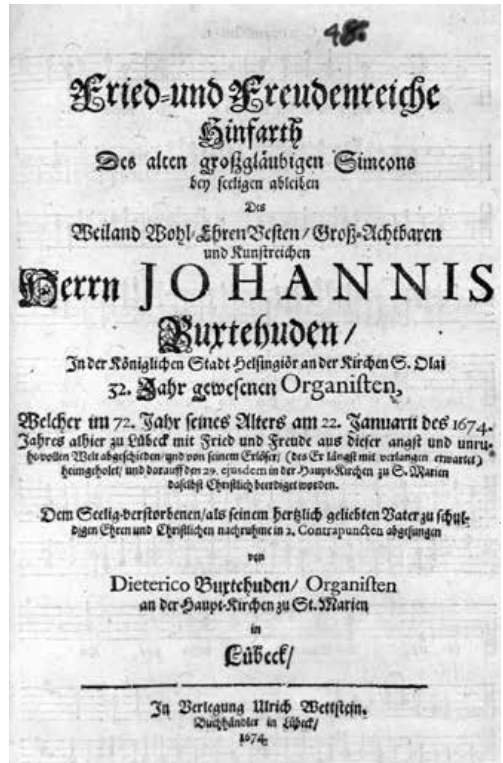 48.
Fried-und Freudenreiche
Hinfarth
Des alten großgläubigen Simeons
bey seeligen ableiben
Des
Weiland Wohl-Ehren Vesten/ Groß-Achtbaren
und Kunstreichen
Herrn JOHANNIS
Buxtehuden/
In der Königlichen Stadt Helsingiör an der Kirchen S. Olai
32. Jahr gewesenen Organisten,
Welcher im 72. Jahr seines Alters am 22. Januarii des 1674.
Jahres alhier zu Lübeck mit Fried und Freude aus dieser angst und unru-
hevollen Welt abgeschieden/ und von seinem Erlöser/ (des Er längst mit verlangen erwartet)
heimgeholet/ und darauff den 29. ejusdem in der Haupt-Kirchen zu S. Marien
daselbst Christlich beerdiget worden.
Dem Seelig-verstorbenen/ als seinem hertzlich geliebten Vater zu schul-
digen Ehren und Christlichen nachruhme in 2. Contrapuncten abgesungen
von
Dieterico Buxtehuden/ Organisten
an der Haupt-Kirchen zu St. Marien
in
Lübeck/
In Verlegung Ulrich Wettstein,
Buchhändler in Lübeck/
1674.